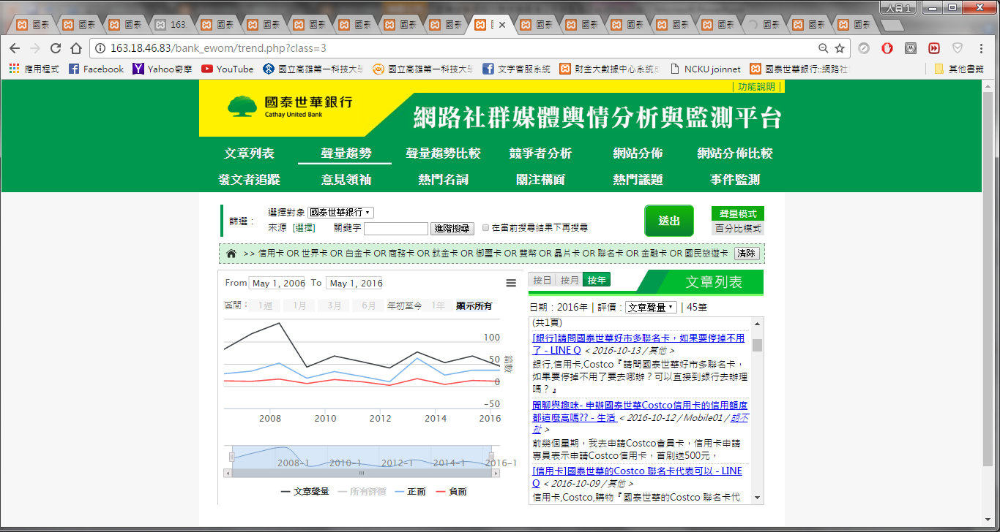 人員 1
國泰 國泰 國泰 163. 國泰 國泰 國泰 國泰 國泰 國泰 國泰 國泰 國泰 國泰 國泰 國泰 國泰 國泰
163.18.46.83/bank_ewom/trend.php?class=3
應用程式 Facebook Yahoo奇摩 YouTube 國立高雄第一科技大學 國立高雄第一科技大學 文字客服系統 財金大數據中心系統 NCKU joinnet 國泰世華銀行::網路社 其他書籤
| 功能說明 |
國泰世華銀行
Cathay United Bank
網路社群媒體輿情分析與監測平台
文章列表 聲量趨勢 聲量趨勢比較 競爭者分析 網站分佈 網站分佈比較
發文者追蹤 意見領袖 熱門名詞 關注構面 熱門議題 事件監測
篩選：
選擇對象 國泰世華銀行
來源 [選擇] 關鍵字 進階搜尋 在當前搜尋結果下再搜尋
送出
聲量模式
百分比模式
>> 信用卡 OR 世界卡 OR 白金卡 OR 商務卡 OR 鈦金卡 OR 御璽卡 OR 雙幣 OR 晶片卡 OR 聯名卡 OR 金融卡 OR 國民旅遊卡 清除
From May 1, 2006 To May 1, 2016
區間： 1週 1月 3月 6月 年初至今 1年 顯示所有
100
50
0
-50
篇數
2008 2010 2012 2014 2016
2008-1 2010-1 2012-1 2014-1 2016-1
文章聲量 所有評價 正面 負面
按日 按月 按年
文章列表
日期：2016年 | 評價： 文章聲量 | 45筆
(共1頁)
[銀行]請問國泰世華好市多聯名卡，如果要停掉不用
了 - LINE Q < 2016-10-13 / 其他 >
銀行,信用卡,Costco『請問國泰世華好市多聯名卡，
如果要停掉不用了要去哪辦？可以直接到銀行去辦理
嗎？』
閒聊與趣味- 申辦國泰世華Costco信用卡的信用額度
都這麼高嗎?? - 生活 < 2016-10-12 / Mobile01 / 胡不
扯 >
前幾個星期，我去申請Costco會員卡，信用卡申請
專員表示申請Costco信用卡，首刷送500元，
[信用卡]國泰世華的Costco 聯名卡代表可以 - LINE
Q < 2016-10-09 / 其他 >
信用卡,Costco,購物『國泰世華的Costco 聯名卡代